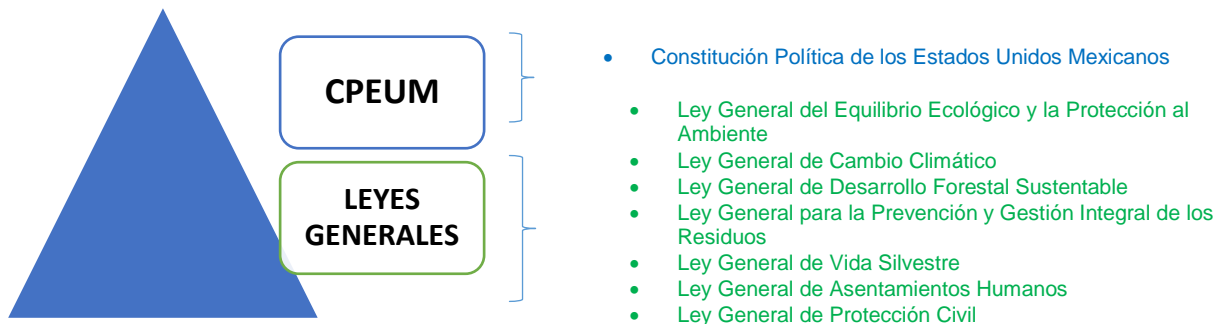 CPEUM
LEYES
GENERALES
• Constitución Política de los Estados Unidos Mexicanos
• Ley General del Equilibrio Ecológico y la Protección al
Ambiente
• Ley General de Cambio Climático
• Ley General de Desarrollo Forestal Sustentable
• Ley General para la Prevención y Gestión Integral de los
Residuos
• Ley General de Vida Silvestre
• Ley General de Asentamientos Humanos
• Ley General de Protección Civil